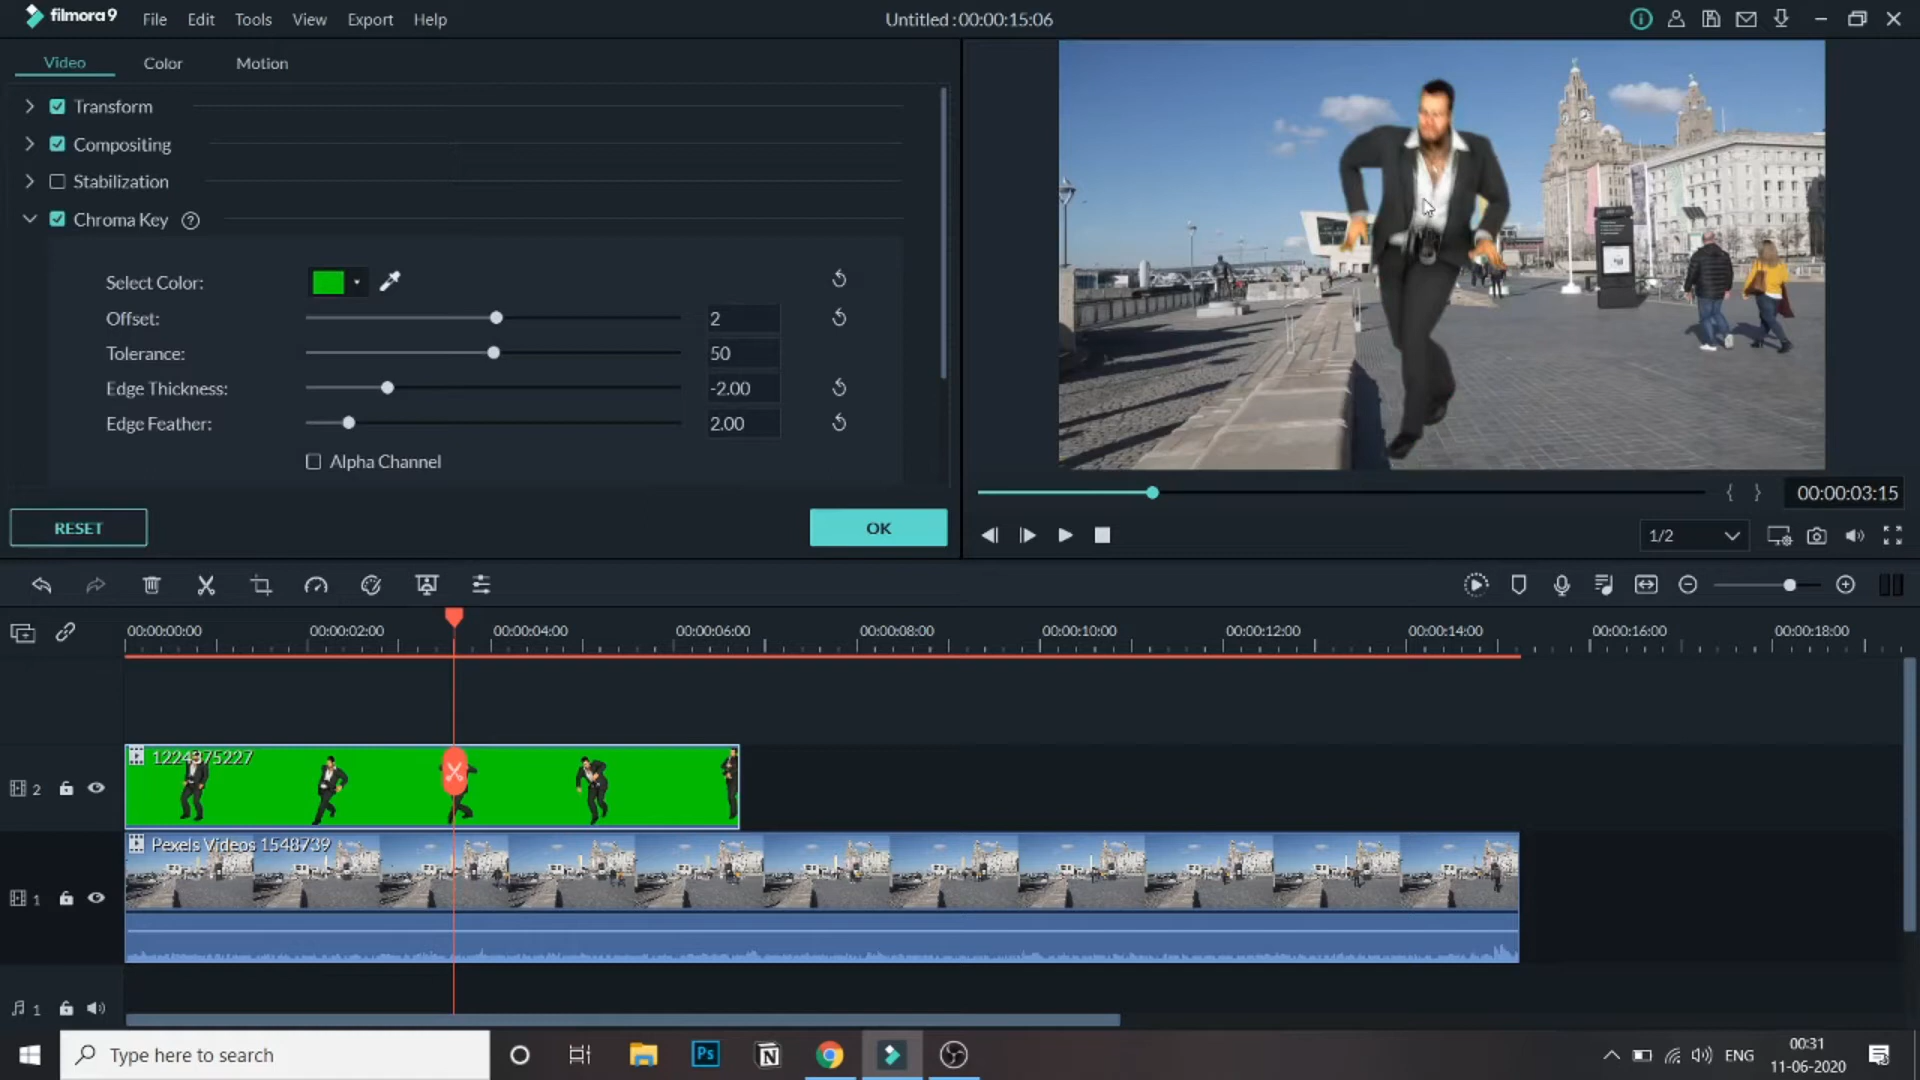 filmora9 File Edit Tools View Export Help Untitled : 00:00:15:06
Video Color Motion
Transform
Compositing
Stabilization
Chroma Key ?
Select Color:
Offset: 2
Tolerance: 50
Edge Thickness: -2.00
Edge Feather: 2.00
Alpha Channel
RESET OK
{ } 00:00:03:15
1/2
00:00:00:00 00:00:02:00 00:00:04:00 00:00:06:00 00:00:08:00 00:00:10:00 00:00:12:00 00:00:14:00 00:00:16:00 00:00:18:00
1224375227
2
Pexels Videos 1548739
1
1
Type here to search
Ps
N
ENG
00:31
11-06-2020